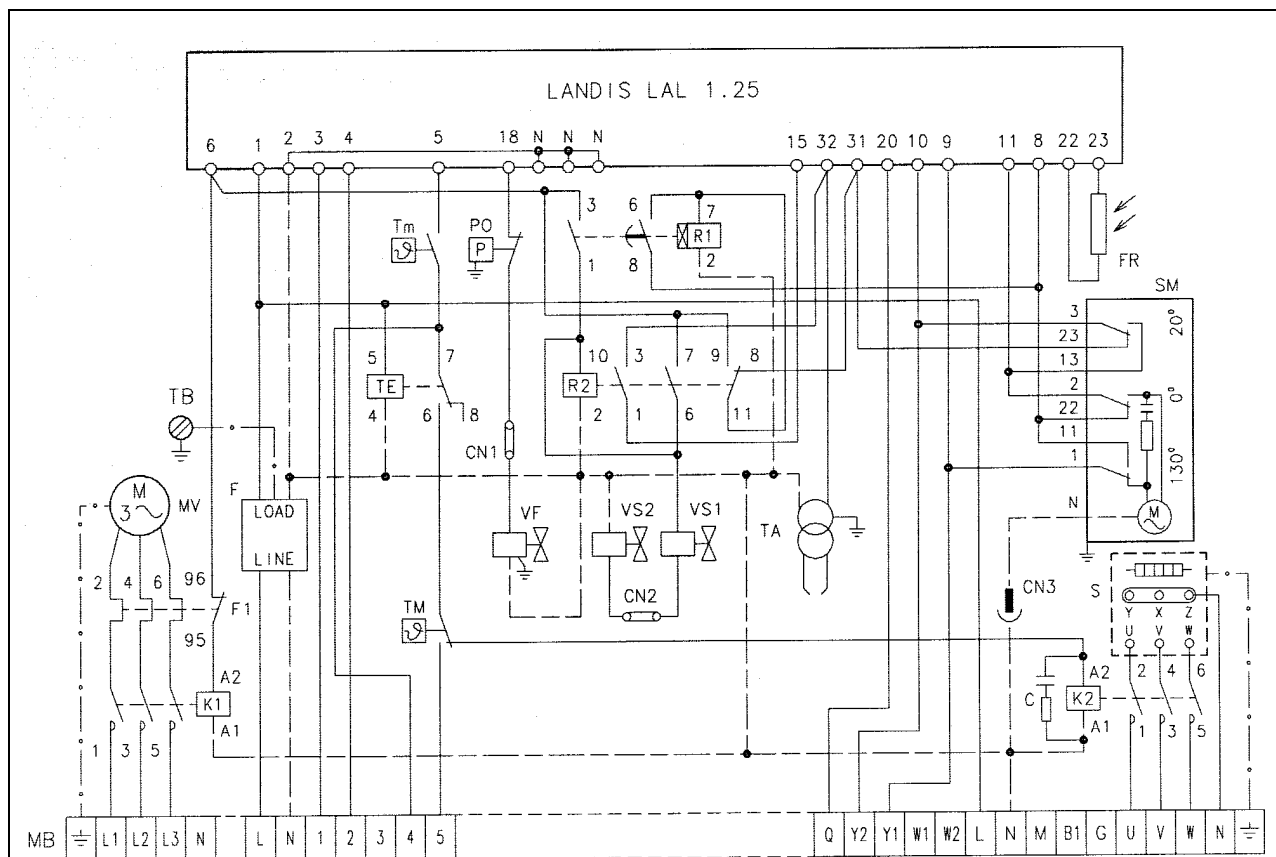 LANDIS LAL 1.25
6 1 2 3 4 5 18 N N N 15 32 31 20 10 9 11 8 22 23
3 6 7
Tm PO P R1
1 8 2
FR
SM
3 20°
23
13
5 7 10 3 7 9 8
TE R2
2 0°
22
4 6 8 2 1 6 11
11
TB
CN1
1 130°
M
3 MV
F LOAD
LINE
VF VS2 VS1
TA
N M
2 4 6 96
F1
95
TM
CN2
CN3
S
Y X Z
U V W
A2
K1
A1
C
A2
K2
A1
2 4 6
1 3 5
1 3 5
MB L1 L2 L3 N L N 1 2 3 4 5 Q Y2 Y1 W1 W2 L N M B1 G U V W N